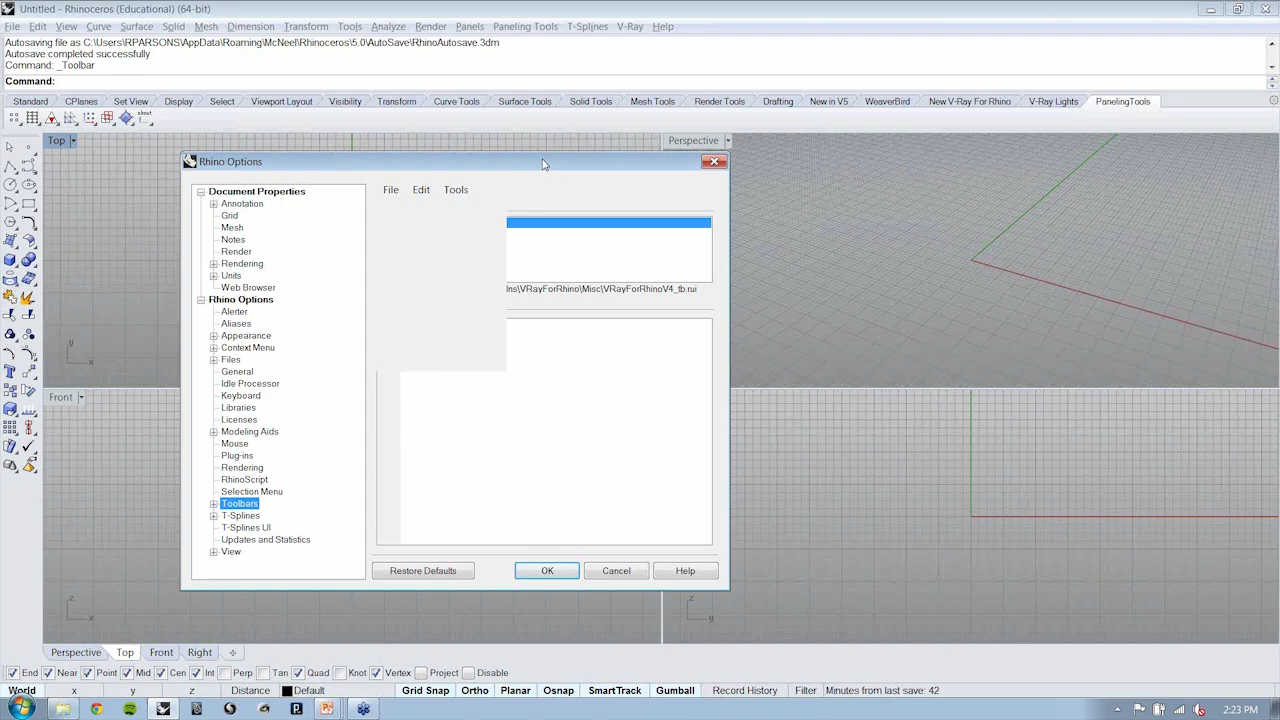 Untitled - Rhinoceros (Educational) (64-bit)
File Edit View Curve Surface Solid Mesh Dimension Transform Tools Analyze Render Panels Paneling Tools T-Splines V-Ray Help
Autosaving file as C:\Users\RPARSONS\AppData\Roaming\McNeel\Rhinoceros\5.0\AutoSave\RhinoAutosave.3dm
Autosave completed successfully
Command: _Toolbar
Command:
Standard CPlanes Set View Display Select Viewport Layout Visibility Transform Curve Tools Surface Tools Solid Tools Mesh Tools Render Tools Drafting New in V5 WeaverBird New V-Ray For Rhino V-Ray Lights PanelingTools
about
Top
Perspective
Rhino Options
File Edit Tools
Document Properties
Annotation
Grid
Mesh
Notes
Render
Rendering
Units
Web Browser
Rhino Options
Alerter
Aliases
Appearance
Context Menu
Files
General
Idle Processor
Keyboard
Libraries
Licenses
Modeling Aids
Mouse
Plug-ins
Rendering
RhinoScript
Selection Menu
Toolbars
T-Splines
T-Splines UI
Updates and Statistics
View
Ins\VRayForRhino\Misc\VRayForRhinoV4_tb.rui
Restore Defaults OK Cancel Help
y
x
Front
z
x
z
y
Perspective Top Front Right
End Near Point Mid Cen Int Perp Tan Quad Knot Vertex Project Disable
World x y z Distance Default Grid Snap Ortho Planar Osnap SmartTrack Gumball Record History Filter Minutes from last save: 42
2:23 PM